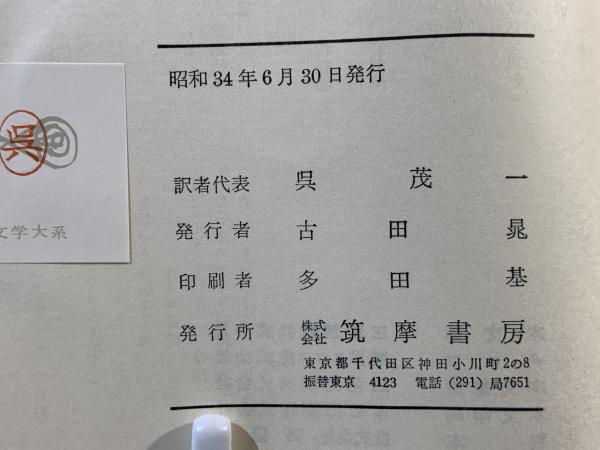 昭和34年6月30日発行
訳者代表 呉茂一
発行者 古田晁
印刷者 多田基
発行所 株式会社 筑摩書房
東京都千代田区神田小川町2の8
振替東京 4123 電話 (291) 局7651
呉
文学大系